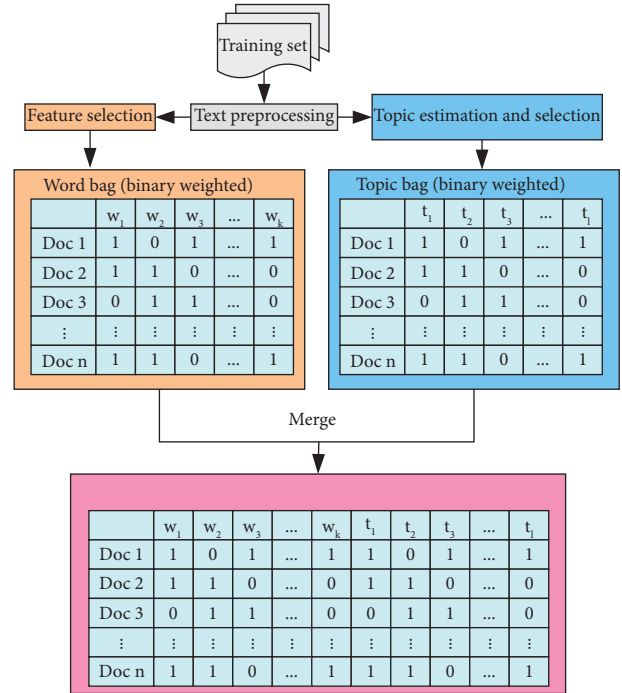 Training set
Feature selection
Text preprocessing
Topic estimation and selection
Word bag (binary weighted)
w₁ w₂ w₃ ... wₖ
Doc 1 1 0 1 ... 1
Doc 2 1 1 0 ... 0
Doc 3 0 1 1 ... 0
⋮ ⋮ ⋮ ⋮ ⋮ ⋮
Doc n 1 1 0 ... 1
Topic bag (binary weighted)
t₁ t₂ t₃ ... tₗ
Doc 1 1 0 1 ... 1
Doc 2 1 1 0 ... 0
Doc 3 0 1 1 ... 0
⋮ ⋮ ⋮ ⋮ ⋮ ⋮
Doc n 1 1 0 ... 1
Merge
w₁ w₂ w₃ ... wₖ t₁ t₂ t₃ ... tₗ
Doc 1 1 0 1 ... 1 1 0 1 ... 1
Doc 2 1 1 0 ... 0 1 1 0 ... 0
Doc 3 0 1 1 ... 0 0 1 1 ... 0
⋮ ⋮ ⋮ ⋮ ⋮ ⋮ ⋮ ⋮ ⋮ ⋮ ⋮
Doc n 1 1 0 ... 1 1 1 0 ... 1